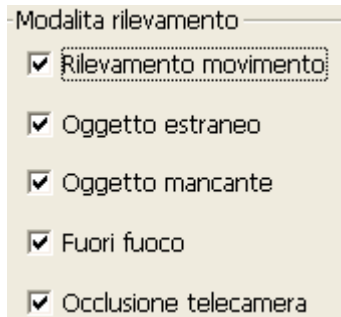 Modalita rilevamento
Rilevamento movimento
Oggetto estraneo
Oggetto mancante
Fuori fuoco
Occlusione telecamera